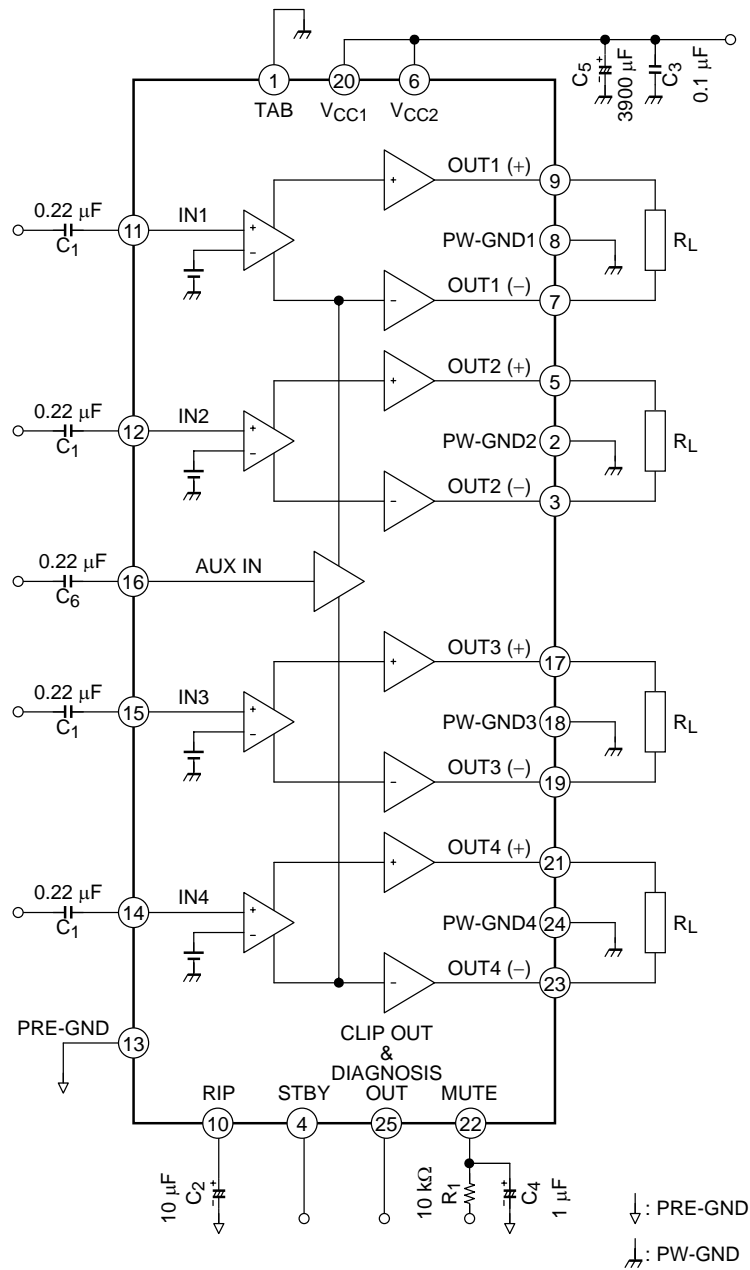 1
20
6
TAB
VCC1
VCC2
C5
3900 μF
C3
0.1 μF
+
-
0.22 μF
C1
11
IN1
+
-
+
OUT1 (+)
9
PW-GND1
8
RL
-
OUT1 (−)
7
0.22 μF
C1
12
IN2
+
-
+
OUT2 (+)
5
PW-GND2
2
RL
-
OUT2 (−)
3
0.22 μF
C6
16
AUX IN
0.22 μF
C1
15
IN3
+
-
+
OUT3 (+)
17
PW-GND3
18
RL
-
OUT3 (−)
19
0.22 μF
C1
14
IN4
+
-
+
OUT4 (+)
21
PW-GND4
24
RL
-
OUT4 (−)
23
PRE-GND
13
CLIP OUT
&
DIAGNOSIS
RIP
STBY
OUT
MUTE
10
4
25
22
10 μF
C2
-
+
10 kΩ
R1
-
+
C4
1 μF
: PRE-GND
: PW-GND